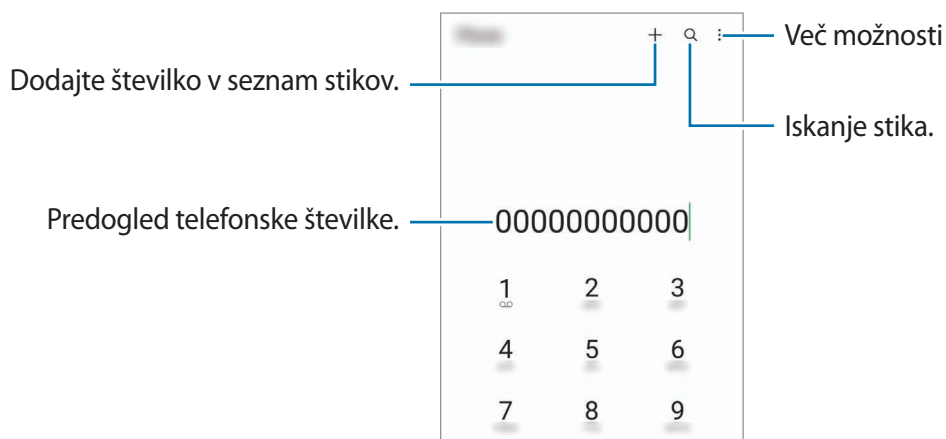 Več možnosti
Dodajte številko v seznam stikov.
Iskanje stika.
Predogled telefonske številke.
00000000000
1 2 3
4 5 6
7 8 9